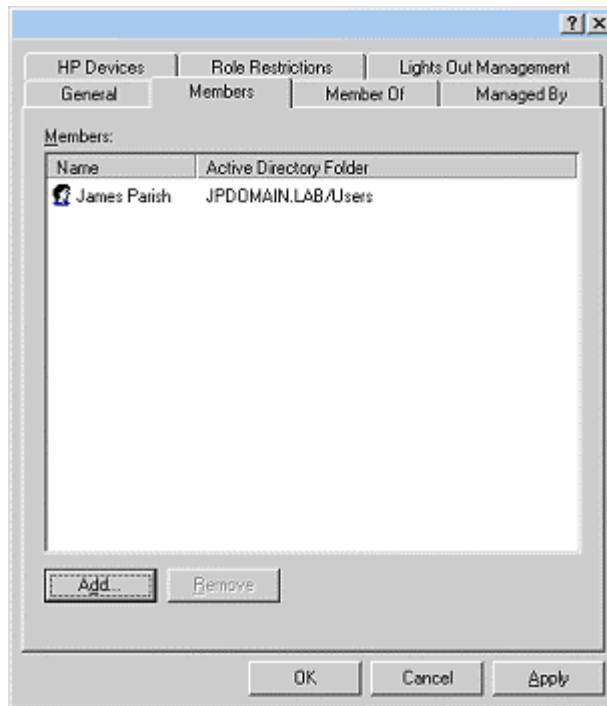 ? ×
HP Devices Role Restrictions Lights Out Management
General Members Member Of Managed By
Members:
Name Active Directory Folder
James Parish JPDOMAIN.LAB/Users
Add... Remove
OK Cancel Apply